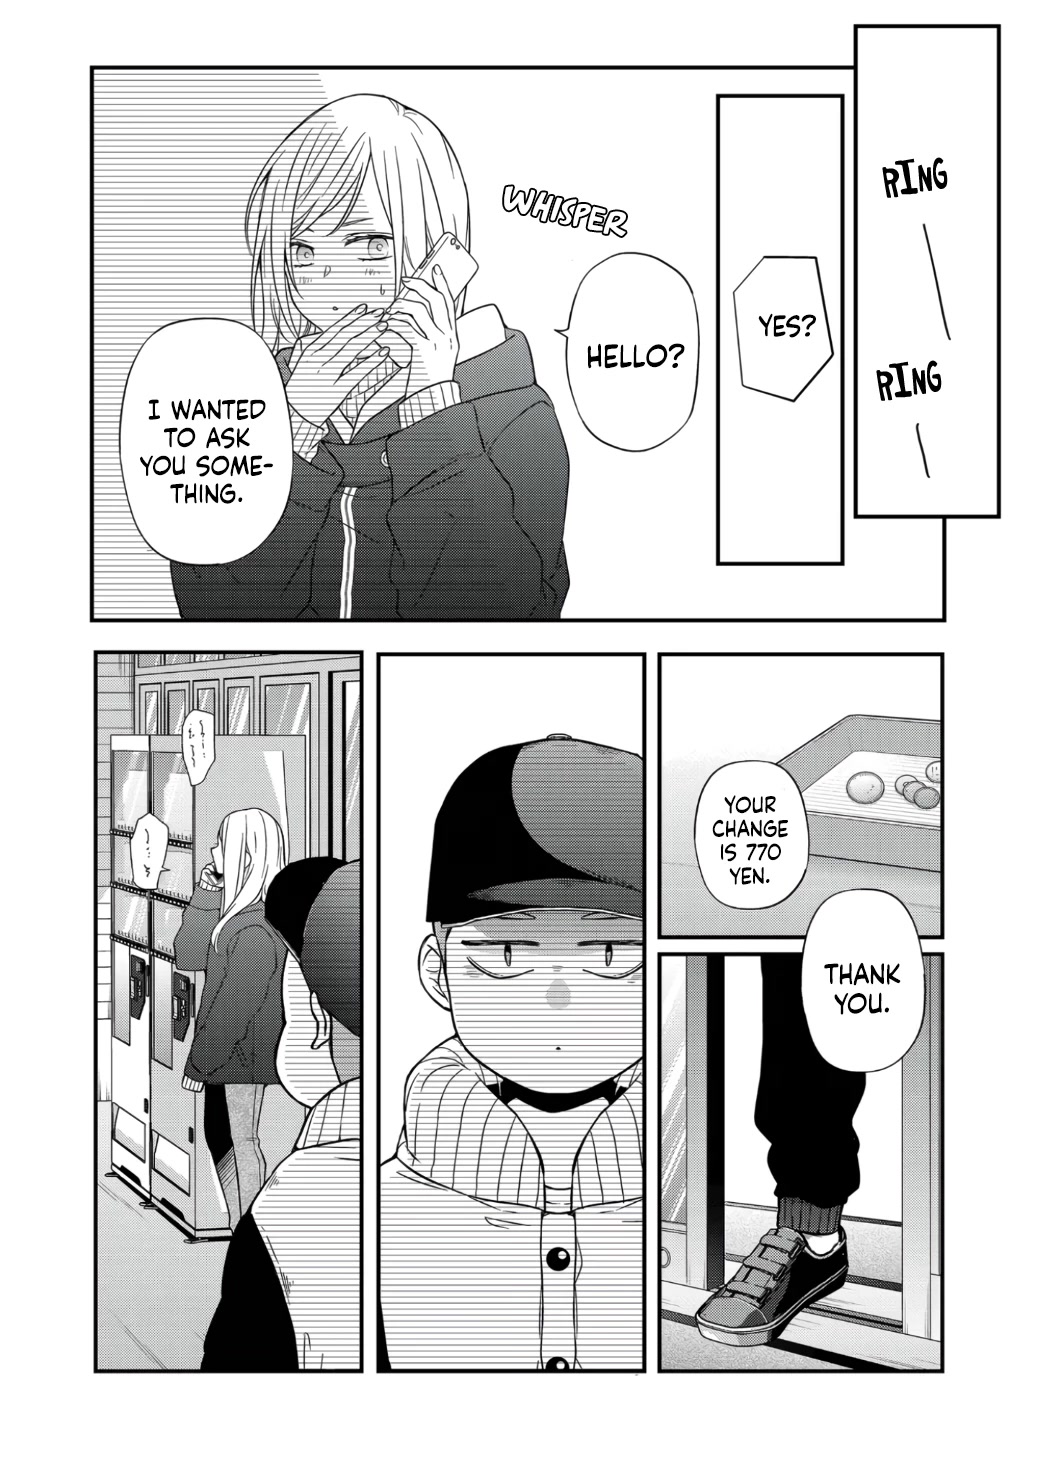 RING
RING
YES?
WHISPER
HELLO?
I WANTED
TO ASK
YOU SOME-
THING.
YOUR
CHANGE
IS 770
YEN.
THANK
YOU.